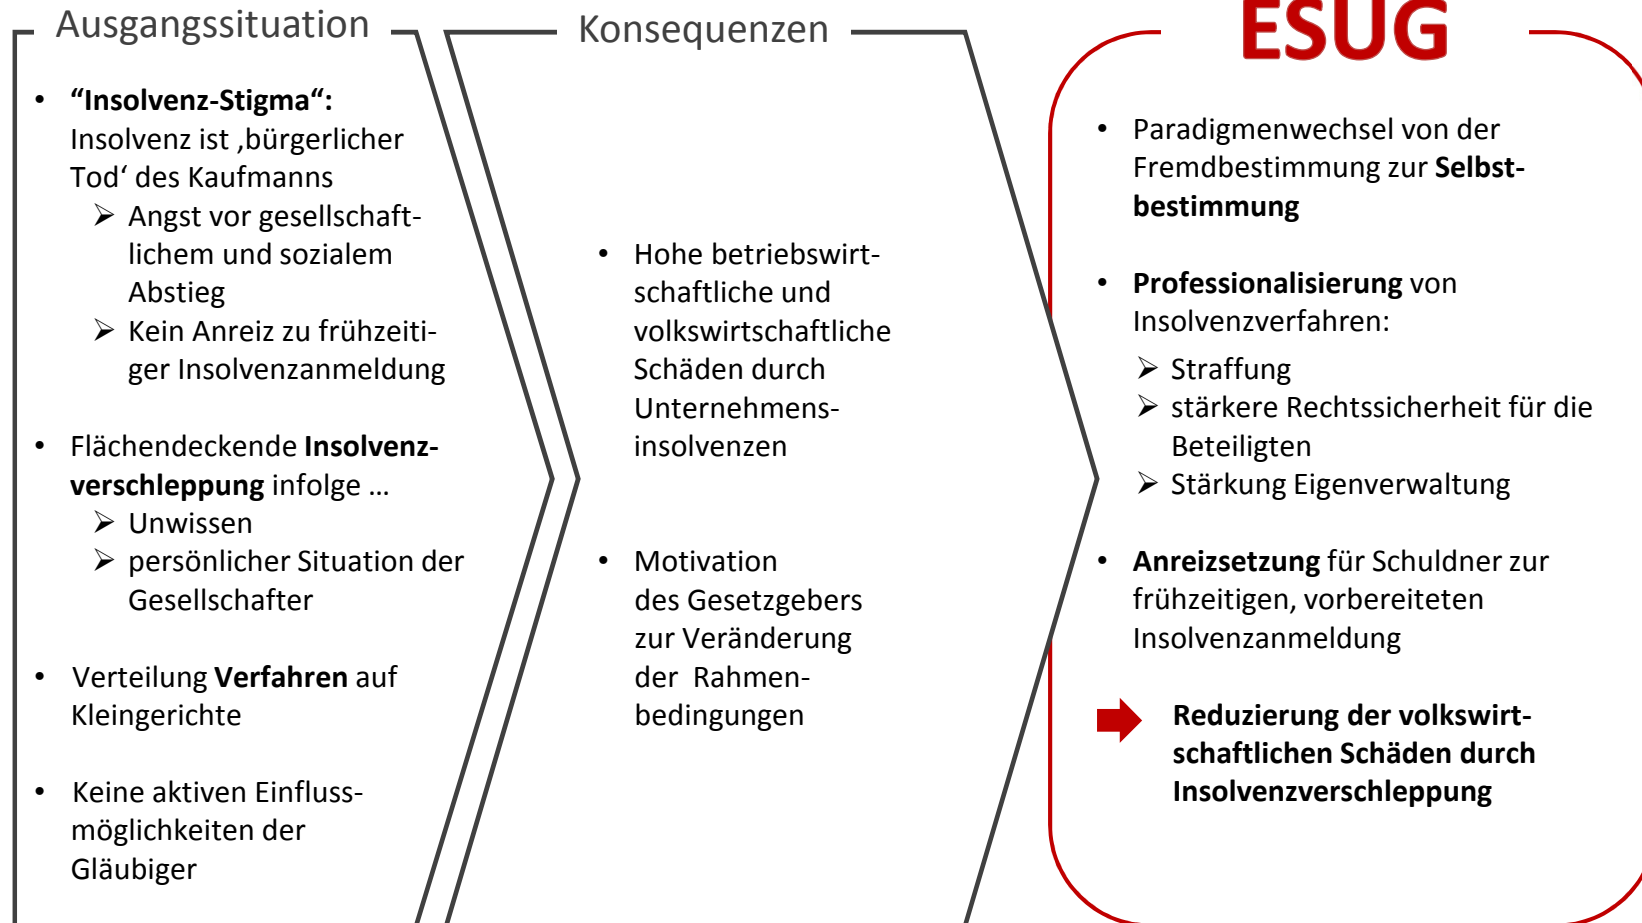 Ausgangssituation
• “Insolvenz-Stigma“:
Insolvenz ist ‚bürgerlicher
Tod‘ des Kaufmanns
➢ Angst vor gesellschaft-
lichem und sozialem
Abstieg
➢ Kein Anreiz zu frühzeiti-
ger Insolvenzanmeldung
• Flächendeckende Insolvenz-
verschleppung infolge …
➢ Unwissen
➢ persönlicher Situation der
Gesellschafter
• Verteilung Verfahren auf
Kleingerichte
• Keine aktiven Einfluss-
möglichkeiten der
Gläubiger
Konsequenzen
• Hohe betriebswirt-
schaftliche und
volkswirtschaftliche
Schäden durch
Unternehmens-
insolvenzen
• Motivation
des Gesetzgebers
zur Veränderung
der Rahmen-
bedingungen
ESUG
• Paradigmenwechsel von der
Fremdbestimmung zur Selbst-
bestimmung
• Professionalisierung von
Insolvenzverfahren:
➢ Straffung
➢ stärkere Rechtssicherheit für die
Beteiligten
➢ Stärkung Eigenverwaltung
• Anreizsetzung für Schuldner zur
frühzeitigen, vorbereiteten
Insolvenzanmeldung
Reduzierung der volkswirt-
schaftlichen Schäden durch
Insolvenzverschleppung